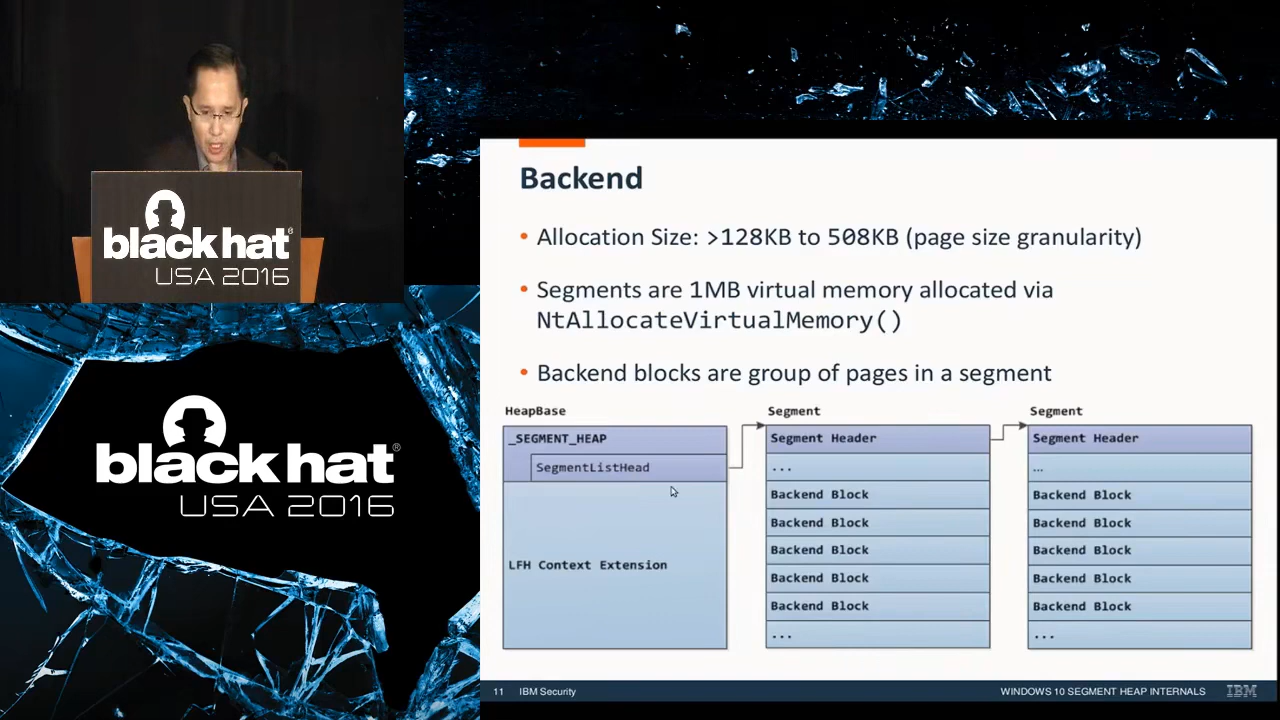 black hat®
USA 2016
black hat®
USA 2016
Backend
• Allocation Size: >128KB to 508KB (page size granularity)
• Segments are 1MB virtual memory allocated via
NtAllocateVirtualMemory()
• Backend blocks are group of pages in a segment
HeapBase
_SEGMENT_HEAP
SegmentListHead
LFH Context Extension
Segment
Segment Header
...
Backend Block
Backend Block
Backend Block
Backend Block
Backend Block
...
Segment
Segment Header
...
Backend Block
Backend Block
Backend Block
Backend Block
Backend Block
...
11 IBM Security
WINDOWS 10 SEGMENT HEAP INTERNALS IBM